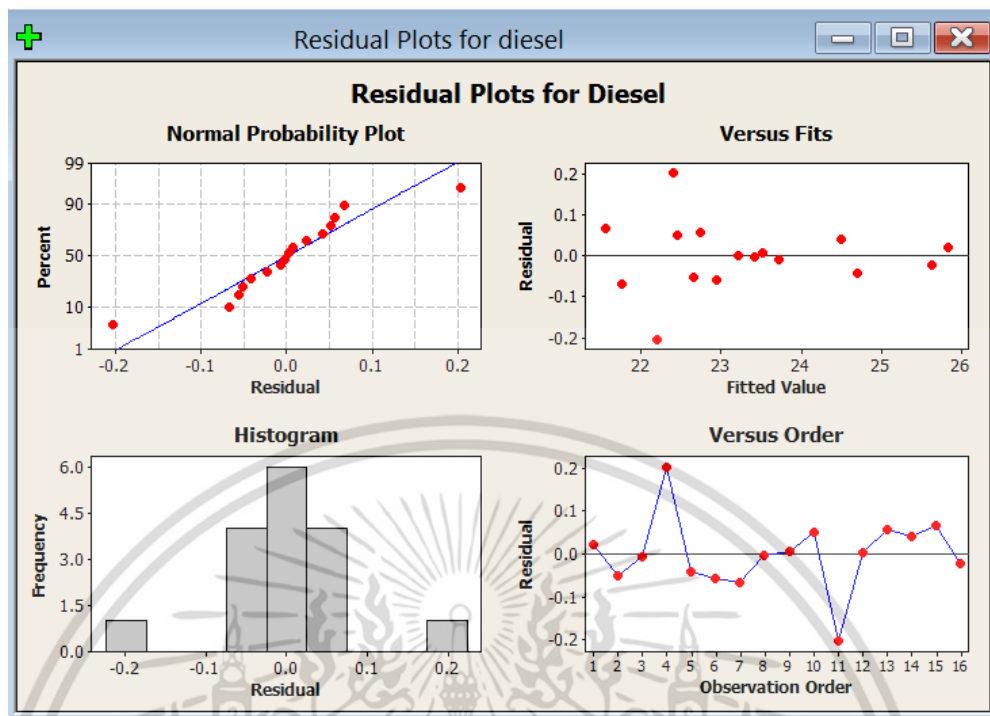 Residual Plots for diesel
Residual Plots for Diesel
Normal Probability Plot
99
90
50
10
1
Percent
-0.2 -0.1 0.0 0.1 0.2
Residual
Versus Fits
0.2
0.1
0.0
-0.1
-0.2
Residual
22 23 24 25 26
Fitted Value
Histogram
6.0
4.5
3.0
1.5
0.0
Frequency
-0.2 -0.1 0.0 0.1 0.2
Residual
Versus Order
0.2
0.1
0.0
-0.1
-0.2
Residual
1 2 3 4 5 6 7 8 9 10 11 12 13 14 15 16
Observation Order